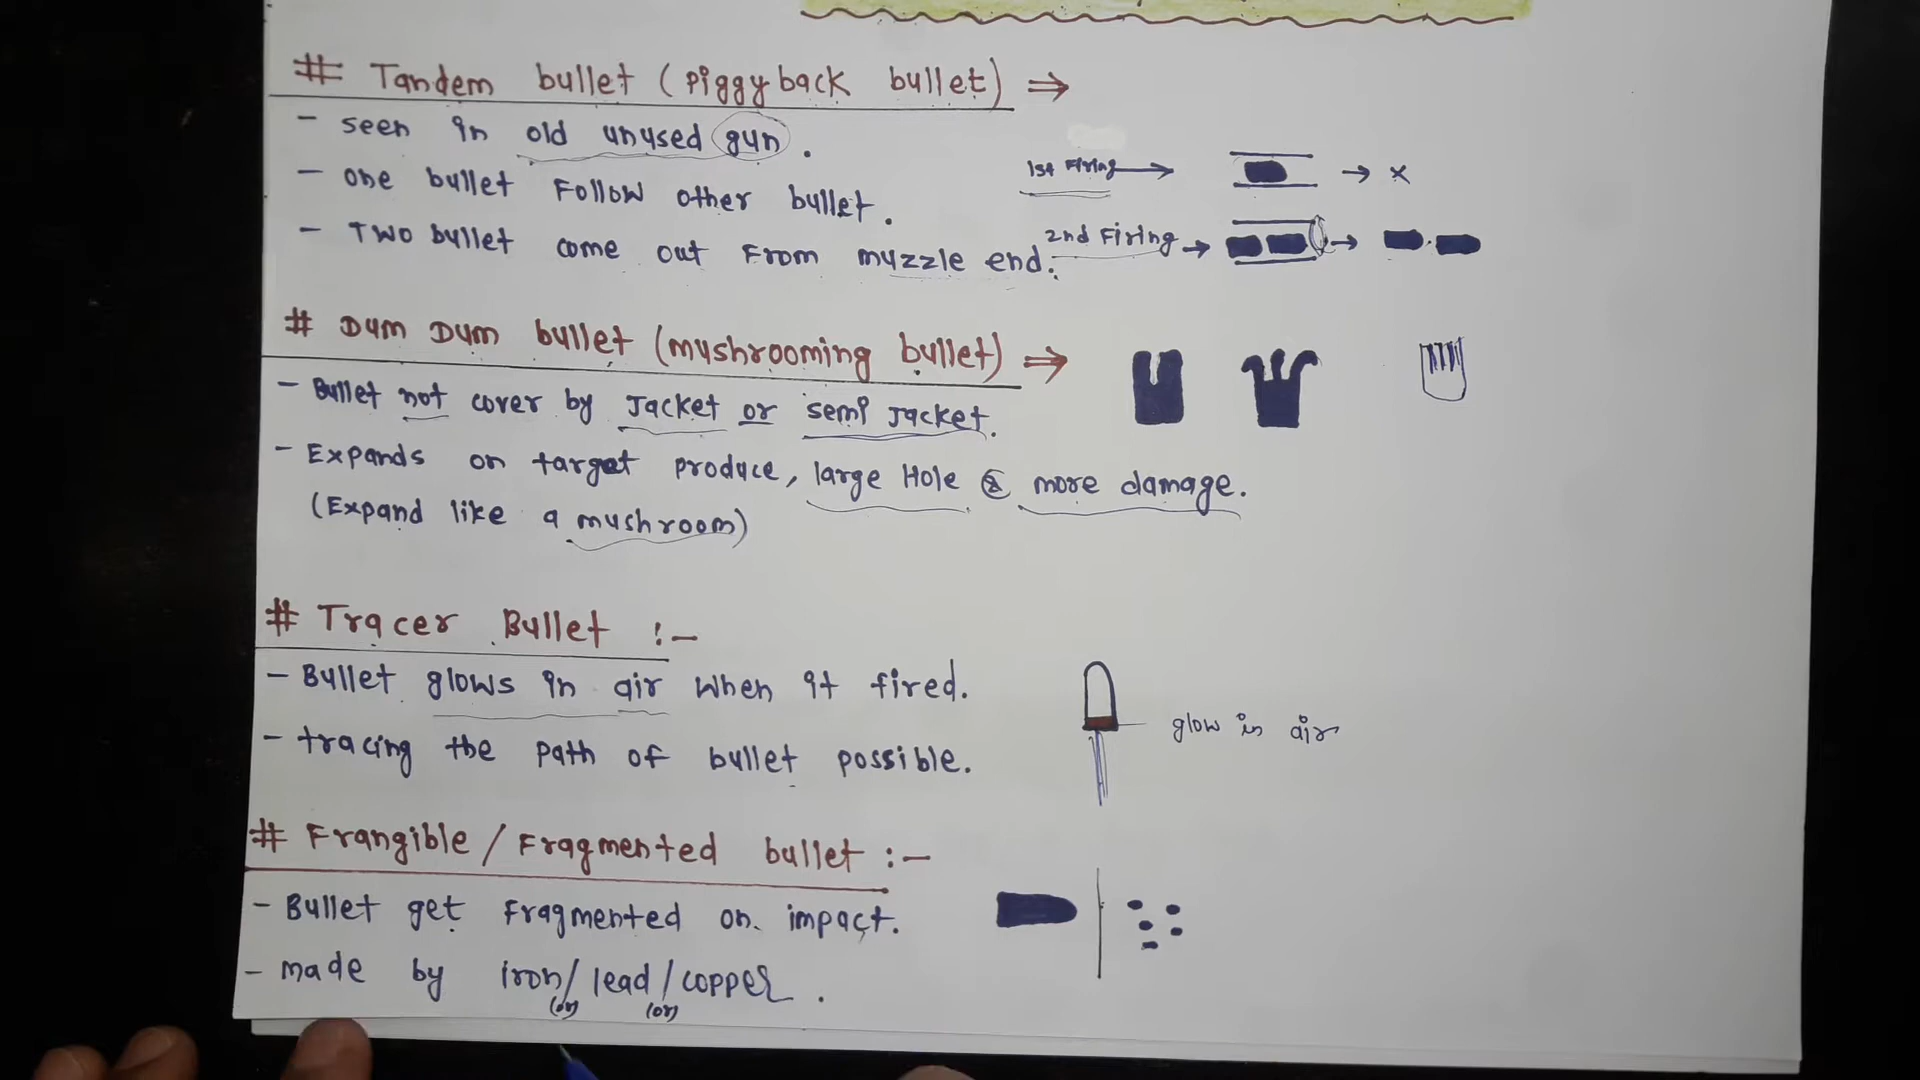 # Tandem bullet (Piggyback bullet) ⇒
- seen in old unused gun.
- one bullet Follow other bullet.
1st Firing → → ×
- Two bullet come out From muzzle end.
2nd Firing → →
# Dum Dum bullet (mushrooming bullet) ⇒
- Bullet not cover by Jacket or semi Jacket.
- Expands on target produce, large Hole & more damage.
(Expand like a mushroom)
# Tracer Bullet :-
- Bullet glows in air when it fired.
glow in air
- tracing the path of bullet possible.
# Frangible / Fragmented bullet :-
- Bullet get Fragmented on impact.
- made by iron/ lead / copper.
(or) (or)